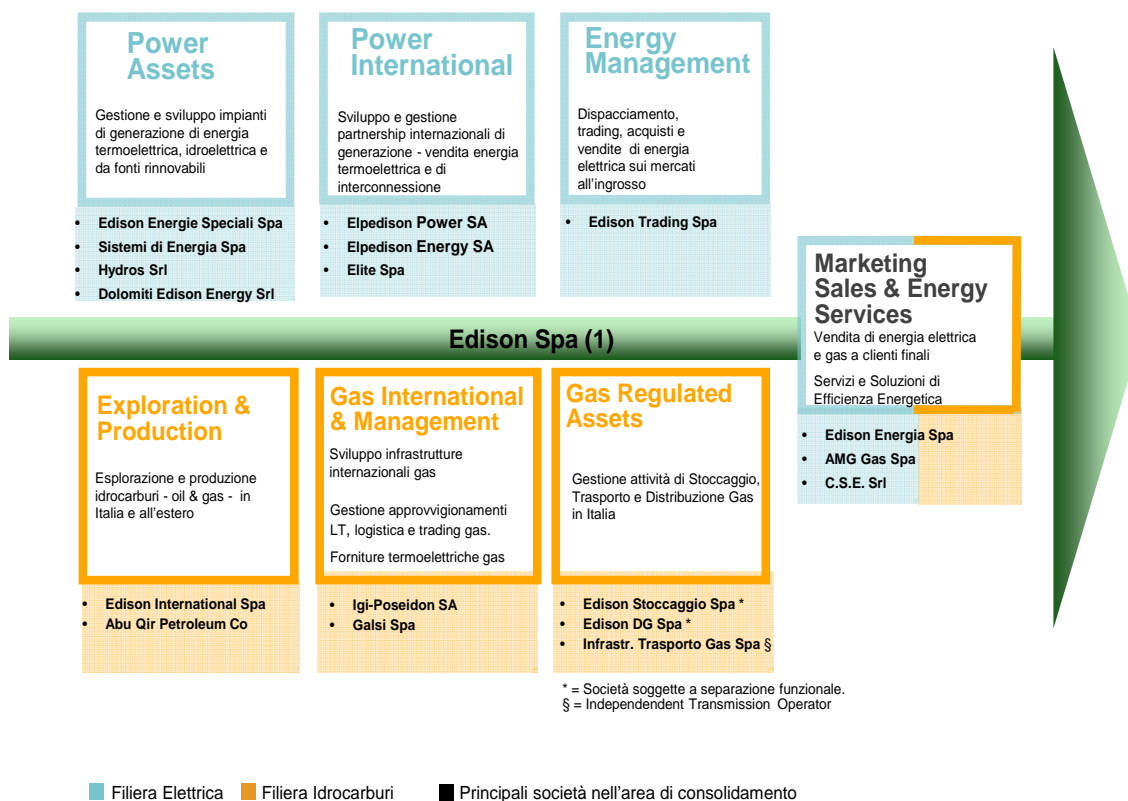 Power
Assets
Gestione e sviluppo impianti
di generazione di energia
termoelettrica, idroelettrica e
da fonti rinnovabili
• Edison Energie Speciali Spa
• Sistemi di Energia Spa
• Hydros Srl
• Dolomiti Edison Energy Srl
Power
International
Sviluppo e gestione
partnership internazionali di
generazione - vendita energia
termoelettrica e di
interconnessione
• Elpedison Power SA
• Elpedison Energy SA
• Elite Spa
Energy
Management
Dispacciamento,
trading, acquisti e
vendite di energia
elettrica sui mercati
all'ingrosso
• Edison Trading Spa
Marketing
Sales & Energy
Services
Vendita di energia elettrica
e gas a clienti finali
Servizi e Soluzioni di
Efficienza Energetica
• Edison Energia Spa
• AMG Gas Spa
• C.S.E. Srl
Edison Spa (1)
Exploration &
Production
Esplorazione e produzione
idrocarburi - oil & gas - in
Italia e all'estero
• Edison International Spa
• Abu Qir Petroleum Co
Gas International
& Management
Sviluppo infrastrutture
internazionali gas
Gestione approvvigionamenti
LT, logistica e trading gas.
Forniture termoelettriche gas
• Igi-Poseidon SA
• Galsi Spa
Gas Regulated
Assets
Gestione attività di Stoccaggio,
Trasporto e Distribuzione Gas
in Italia
• Edison Stoccaggio Spa *
• Edison DG Spa *
• Infrastr. Trasporto Gas Spa §
* = Società soggette a separazione funzionale.
§ = Independendent Transmission Operator
Filiera Elettrica
Filiera Idrocarburi
Principali società nell'area di consolidamento